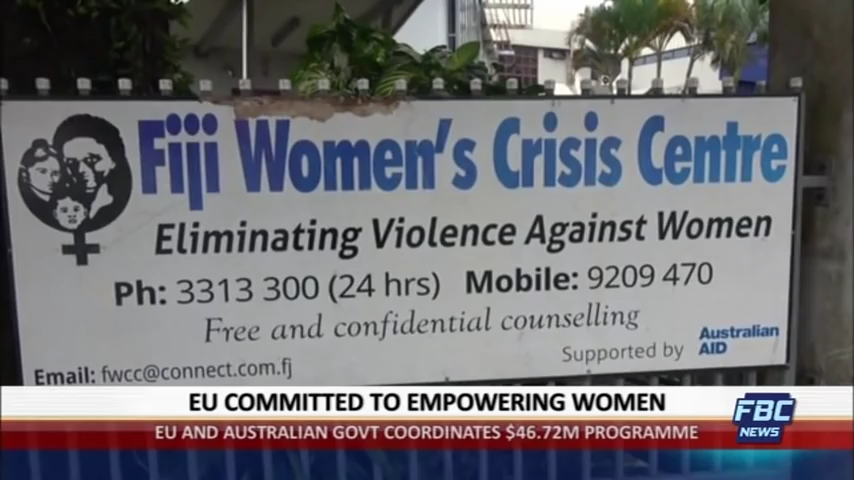 Fiji Women's Crisis Centre
Eliminating Violence Against Women
Ph: 3313 300 (24 hrs) Mobile: 9209 470
Free and confidential counselling
Supported by Australian AID
Email: fwcc@connect.com.fj
EU COMMITTED TO EMPOWERING WOMEN
EU AND AUSTRALIAN GOVT COORDINATES $46.72M PROGRAMME
FBC
NEWS